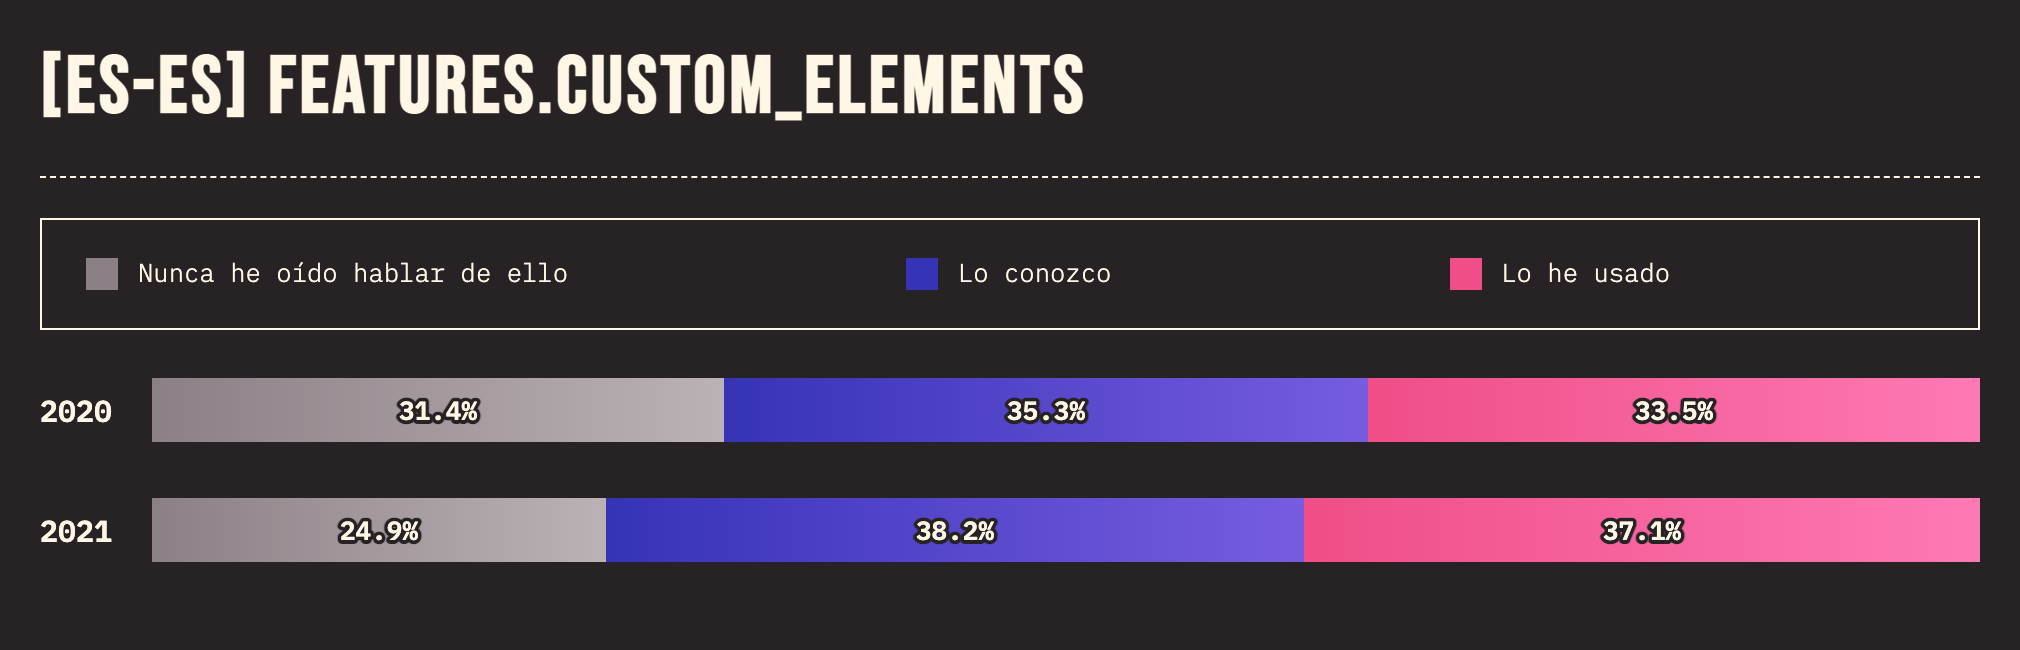 [ES-ES] FEATURES.CUSTOM_ELEMENTS
Nunca he oído hablar de ello Lo conozco Lo he usado
2020 31.4% 35.3% 33.5%
2021 24.9% 38.2% 37.1%